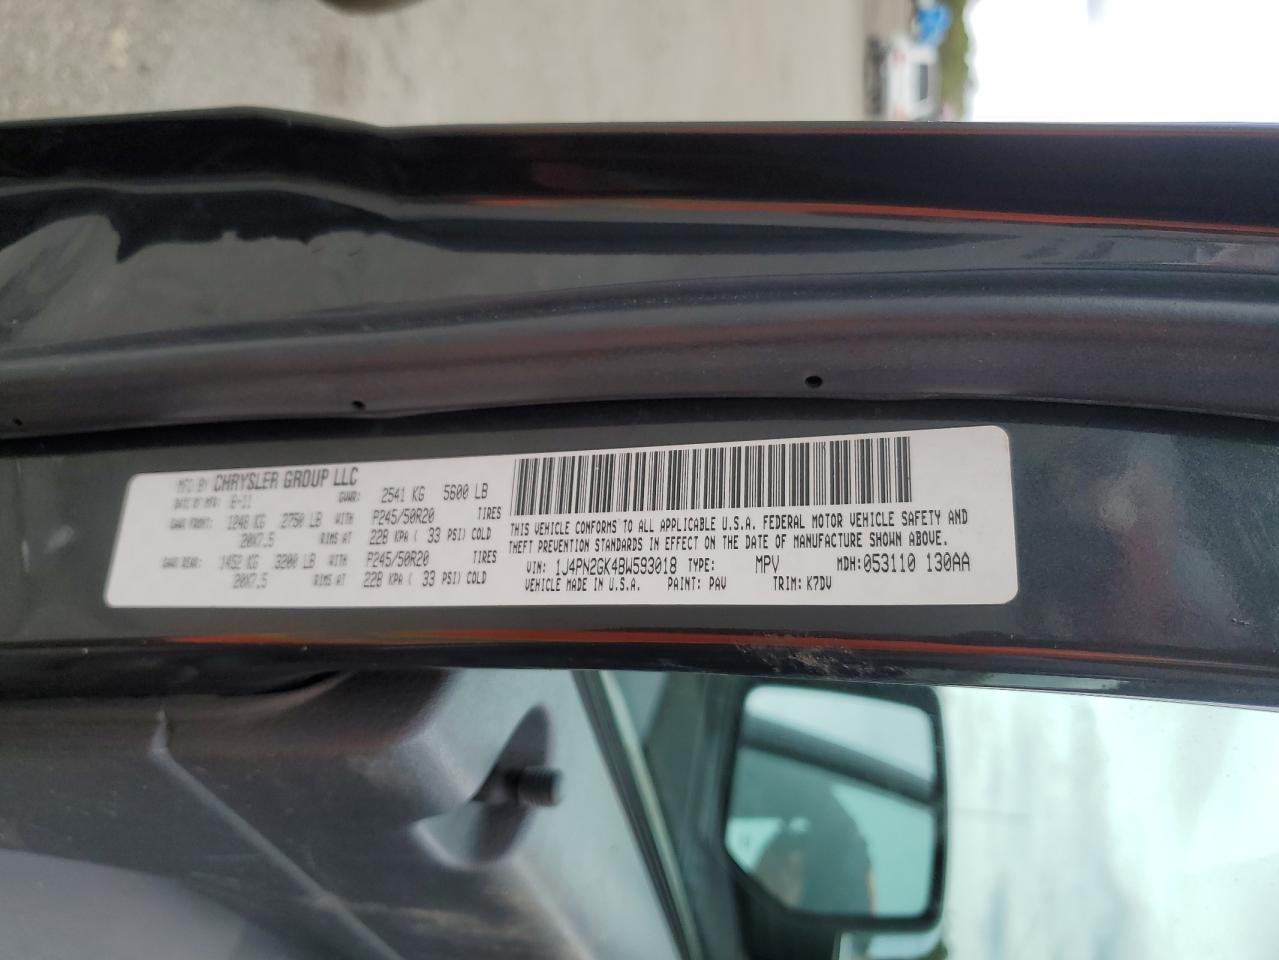 MFD BY CHRYSLER GROUP LLC
DATE OF MFR: 6-11 GVWR: 2541 KG 5600 LB
GAWR FRONT: 1248 KG 2750 LB WITH P245/50R20 TIRES
20X7.5 RIMS AT 228 KPA ( 33 PSI) COLD
GAWR REAR: 1452 KG 3200 LB WITH P245/50R20 TIRES
20X7.5 RIMS AT 228 KPA ( 33 PSI) COLD
THIS VEHICLE CONFORMS TO ALL APPLICABLE U.S.A. FEDERAL MOTOR VEHICLE SAFETY AND
THEFT PREVENTION STANDARDS IN EFFECT ON THE DATE OF MANUFACTURE SHOWN ABOVE.
VIN: 1J4PN2GK4BW593018 TYPE: MPV MDH:053110 130AA
VEHICLE MADE IN U.S.A. PAINT: PAV TRIM: K7DV